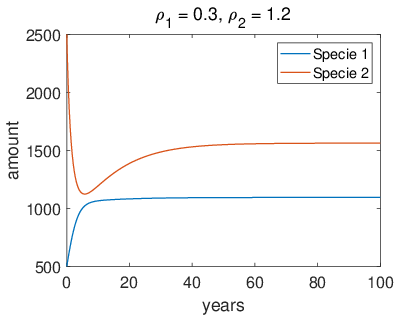 ρ₁ = 0.3, ρ₂ = 1.2
2500
2000
1500
1000
500
amount
Specie 1
Specie 2
0
20
40
60
80
100
years